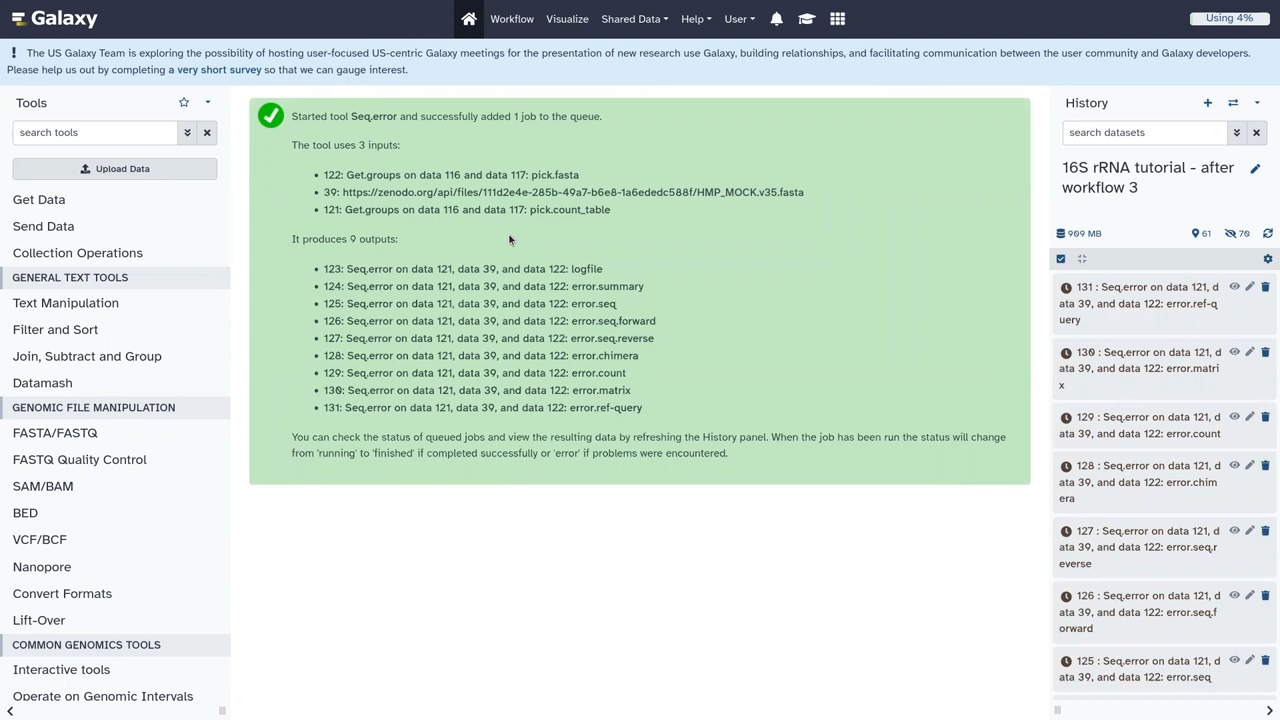 Galaxy
Workflow
Visualize
Shared Data
Help
User
Using 4%
! The US Galaxy Team is exploring the possibility of hosting user-focused US-centric Galaxy meetings for the presentation of new research use Galaxy, building relationships, and facilitating communication between the user community and Galaxy developers.
Please help us out by completing a very short survey so that we can gauge interest.
Tools
search tools
Upload Data
Get Data
Send Data
Collection Operations
GENERAL TEXT TOOLS
Text Manipulation
Filter and Sort
Join, Subtract and Group
Datamash
GENOMIC FILE MANIPULATION
FASTA/FASTQ
FASTQ Quality Control
SAM/BAM
BED
VCF/BCF
Nanopore
Convert Formats
Lift-Over
COMMON GENOMICS TOOLS
Interactive tools
Operate on Genomic Intervals
Started tool Seq.error and successfully added 1 job to the queue.
The tool uses 3 inputs:
• 122: Get.groups on data 116 and data 117: pick.fasta
• 39: https://zenodo.org/api/files/111d2e4e-285b-49a7-b6e8-1a6ededc588f/HMP_MOCK.v35.fasta
• 121: Get.groups on data 116 and data 117: pick.count_table
It produces 9 outputs:
• 123: Seq.error on data 121, data 39, and data 122: logfile
• 124: Seq.error on data 121, data 39, and data 122: error.summary
• 125: Seq.error on data 121, data 39, and data 122: error.seq
• 126: Seq.error on data 121, data 39, and data 122: error.seq.forward
• 127: Seq.error on data 121, data 39, and data 122: error.seq.reverse
• 128: Seq.error on data 121, data 39, and data 122: error.chimera
• 129: Seq.error on data 121, data 39, and data 122: error.count
• 130: Seq.error on data 121, data 39, and data 122: error.matrix
• 131: Seq.error on data 121, data 39, and data 122: error.ref-query
You can check the status of queued jobs and view the resulting data by refreshing the History panel. When the job has been run the status will change
from 'running' to 'finished' if completed successfully or 'error' if problems were encountered.
History
search datasets
16S rRNA tutorial - after
workflow 3
909 MB
61
70
131 : Seq.error on data 121, d
ata 39, and data 122: error.ref-q
uery
130 : Seq.error on data 121, d
ata 39, and data 122: error.matri
x
129 : Seq.error on data 121, d
ata 39, and data 122: error.count
128 : Seq.error on data 121, d
ata 39, and data 122: error.chim
era
127 : Seq.error on data 121, d
ata 39, and data 122: error.seq.r
everse
126 : Seq.error on data 121, d
ata 39, and data 122: error.seq.f
orward
125 : Seq.error on data 121, d
ata 39, and data 122: error.seq